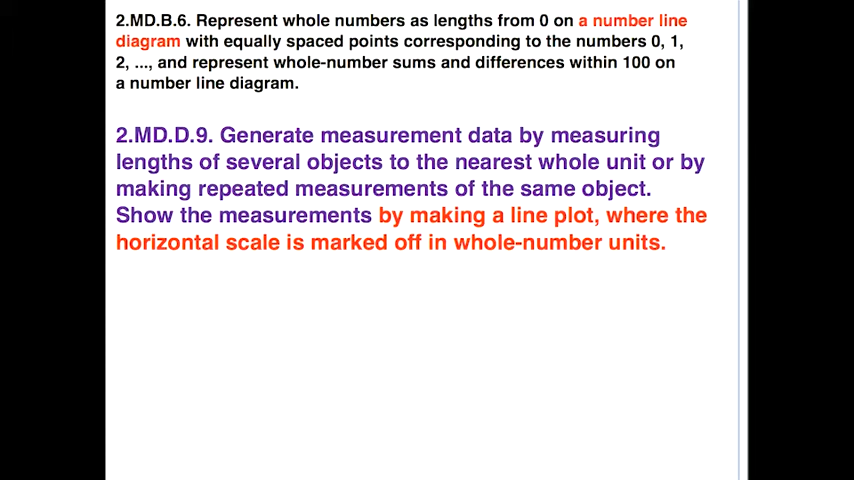 2.MD.B.6. Represent whole numbers as lengths from 0 on a number line
diagram with equally spaced points corresponding to the numbers 0, 1,
2, ..., and represent whole-number sums and differences within 100 on
a number line diagram.
2.MD.D.9. Generate measurement data by measuring
lengths of several objects to the nearest whole unit or by
making repeated measurements of the same object.
Show the measurements by making a line plot, where the
horizontal scale is marked off in whole-number units.